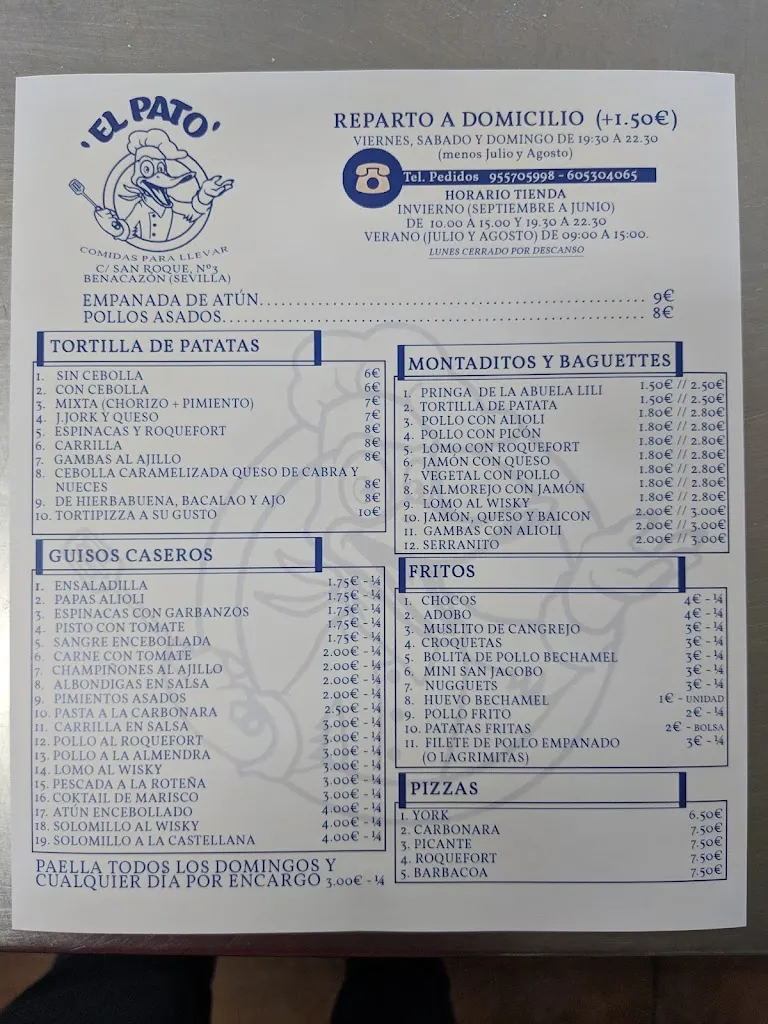 'EL PATO'
COMIDAS PARA LLEVAR
C/ SAN ROQUE, Nº3
BENACAZÓN (SEVILLA)
REPARTO A DOMICILIO (+1.50€)
VIERNES, SABADO Y DOMINGO DE 19:30 A 22.30
(menos Julio y Agosto)
Tel. Pedidos 955705998 - 605304065
HORARIO TIENDA
INVIERNO (SEPTIEMBRE A JUNIO)
DE 10.00 A 15.00 Y 19.30 A 22.30
VERANO (JULIO Y AGOSTO) DE 09:00 A 15:00.
LUNES CERRADO POR DESCANSO
EMPANADA DE ATÚN 9€
POLLOS ASADOS 8€
TORTILLA DE PATATAS
1. SIN CEBOLLA 6€
2. CON CEBOLLA 6€
3. MIXTA (CHORIZO + PIMIENTO) 7€
4. J.JORK Y QUESO 7€
5. ESPINACAS Y ROQUEFORT 8€
6. CARRILLA 8€
7. GAMBAS AL AJILLO 8€
8. CEBOLLA CARAMELIZADA QUESO DE CABRA Y
NUECES 8€
9. DE HIERBABUENA, BACALAO Y AJO 8€
10. TORTIPIZZA A SU GUSTO 10€
GUISOS CASEROS
1. ENSALADILLA 1.75€ - ¼
2. PAPAS ALIOLI 1.75€ - ¼
3. ESPINACAS CON GARBANZOS 1.75€ - ¼
4. PISTO CON TOMATE 1.75€ - ¼
5. SANGRE ENCEBOLLADA 1.75€ - ¼
6. CARNE CON TOMATE 2.00€ - ¼
7. CHAMPIÑONES AL AJILLO 2.00€ - ¼
8. ALBONDIGAS EN SALSA 2.00€ - ¼
9. PIMIENTOS ASADOS 2.00€ - ¼
10. PASTA A LA CARBONARA 2.50€ - ¼
11. CARRILLA EN SALSA 3.00€ - ¼
12. POLLO AL ROQUEFORT 3.00€ - ¼
13. POLLO A LA ALMENDRA 3.00€ - ¼
14. LOMO AL WISKY 3.00€ - ¼
15. PESCADA A LA ROTEÑA 3.00€ - ¼
16. COKTAIL DE MARISCO 3.00€ - ¼
17. ATÚN ENCEBOLLADO 4.00€ - ¼
18. SOLOMILLO AL WISKY 4.00€ - ¼
19. SOLOMILLO A LA CASTELLANA 4.00€ - ¼
PAELLA TODOS LOS DOMINGOS Y
CUALQUIER DIA POR ENCARGO 3.00€ - ¼
MONTADITOS Y BAGUETTES
1. PRINGA DE LA ABUELA LILI 1.50€ // 2.50€
2. TORTILLA DE PATATA 1.50€ // 2.50€
3. POLLO CON ALIOLI 1.80€ // 2.80€
4. POLLO CON PICÓN 1.80€ // 2.80€
5. LOMO CON ROQUEFORT 1.80€ // 2.80€
6. JAMÓN CON QUESO 1.80€ // 2.80€
7. VEGETAL CON POLLO 1.80€ // 2.80€
8. SALMOREJO CON JAMÓN 1.80€ // 2.80€
9. LOMO AL WISKY 1.80€ // 2.80€
10. JAMÓN, QUESO Y BAICON 2.00€ // 3.00€
11. GAMBAS CON ALIOLI 2.00€ // 3.00€
12. SERRANITO 2.00€ // 3.00€
FRITOS
1. CHOCOS 4€ - ¼
2. ADOBO 4€ - ¼
3. MUSLITO DE CANGREJO 3€ - ¼
4. CROQUETAS 3€ - ¼
5. BOLITA DE POLLO BECHAMEL 3€ - ¼
6. MINI SAN JACOBO 3€ - ¼
7. NUGGUETS 3€ - ¼
8. HUEVO BECHAMEL 1€ - UNIDAD
9. POLLO FRITO 2€ - ¼
10. PATATAS FRITAS 2€ - BOLSA
11. FILETE DE POLLO EMPANADO 3€ - ¼
(O LAGRIMITAS)
PIZZAS
1. YORK 6.50€
2. CARBONARA 7.50€
3. PICANTE 7.50€
4. ROQUEFORT 7.50€
5. BARBACOA 7.50€